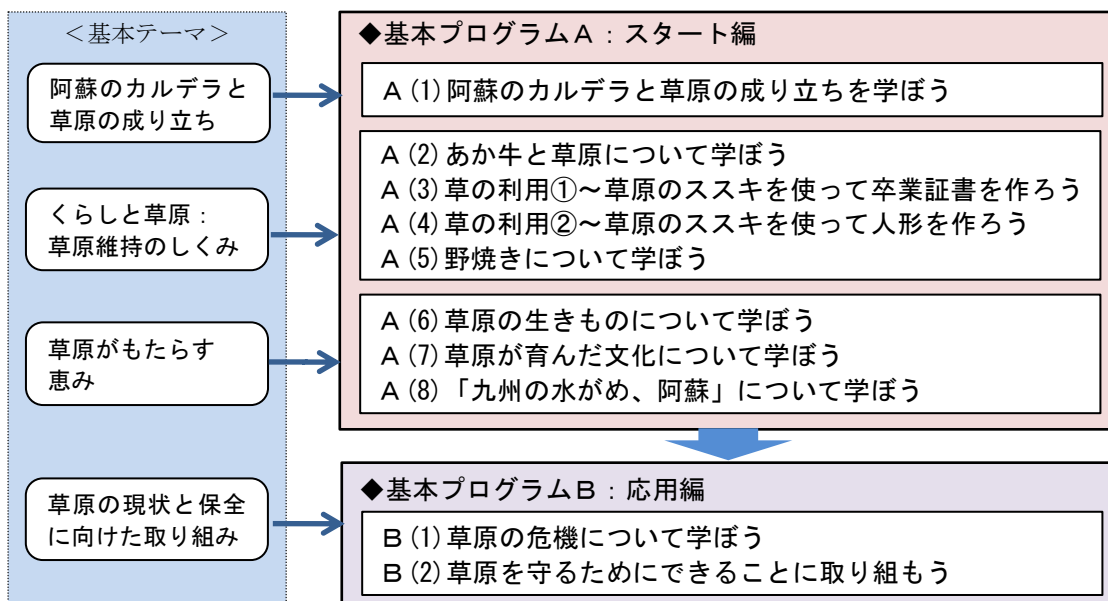 ＜基本テーマ＞
阿蘇のカルデラと
草原の成り立ち
くらしと草原：
草原維持のしくみ
草原がもたらす
恵み
草原の現状と保全
に向けた取り組み
◆基本プログラムＡ：スタート編
Ａ(1)阿蘇のカルデラと草原の成り立ちを学ぼう
Ａ(2)あか牛と草原について学ぼう
Ａ(3)草の利用①～草原のススキを使って卒業証書を作ろう
Ａ(4)草の利用②～草原のススキを使って人形を作ろう
Ａ(5)野焼きについて学ぼう
Ａ(6)草原の生きものについて学ぼう
Ａ(7)草原が育んだ文化について学ぼう
Ａ(8)「九州の水がめ、阿蘇」について学ぼう
◆基本プログラムＢ：応用編
Ｂ(1)草原の危機について学ぼう
Ｂ(2)草原を守るためにできることに取り組もう